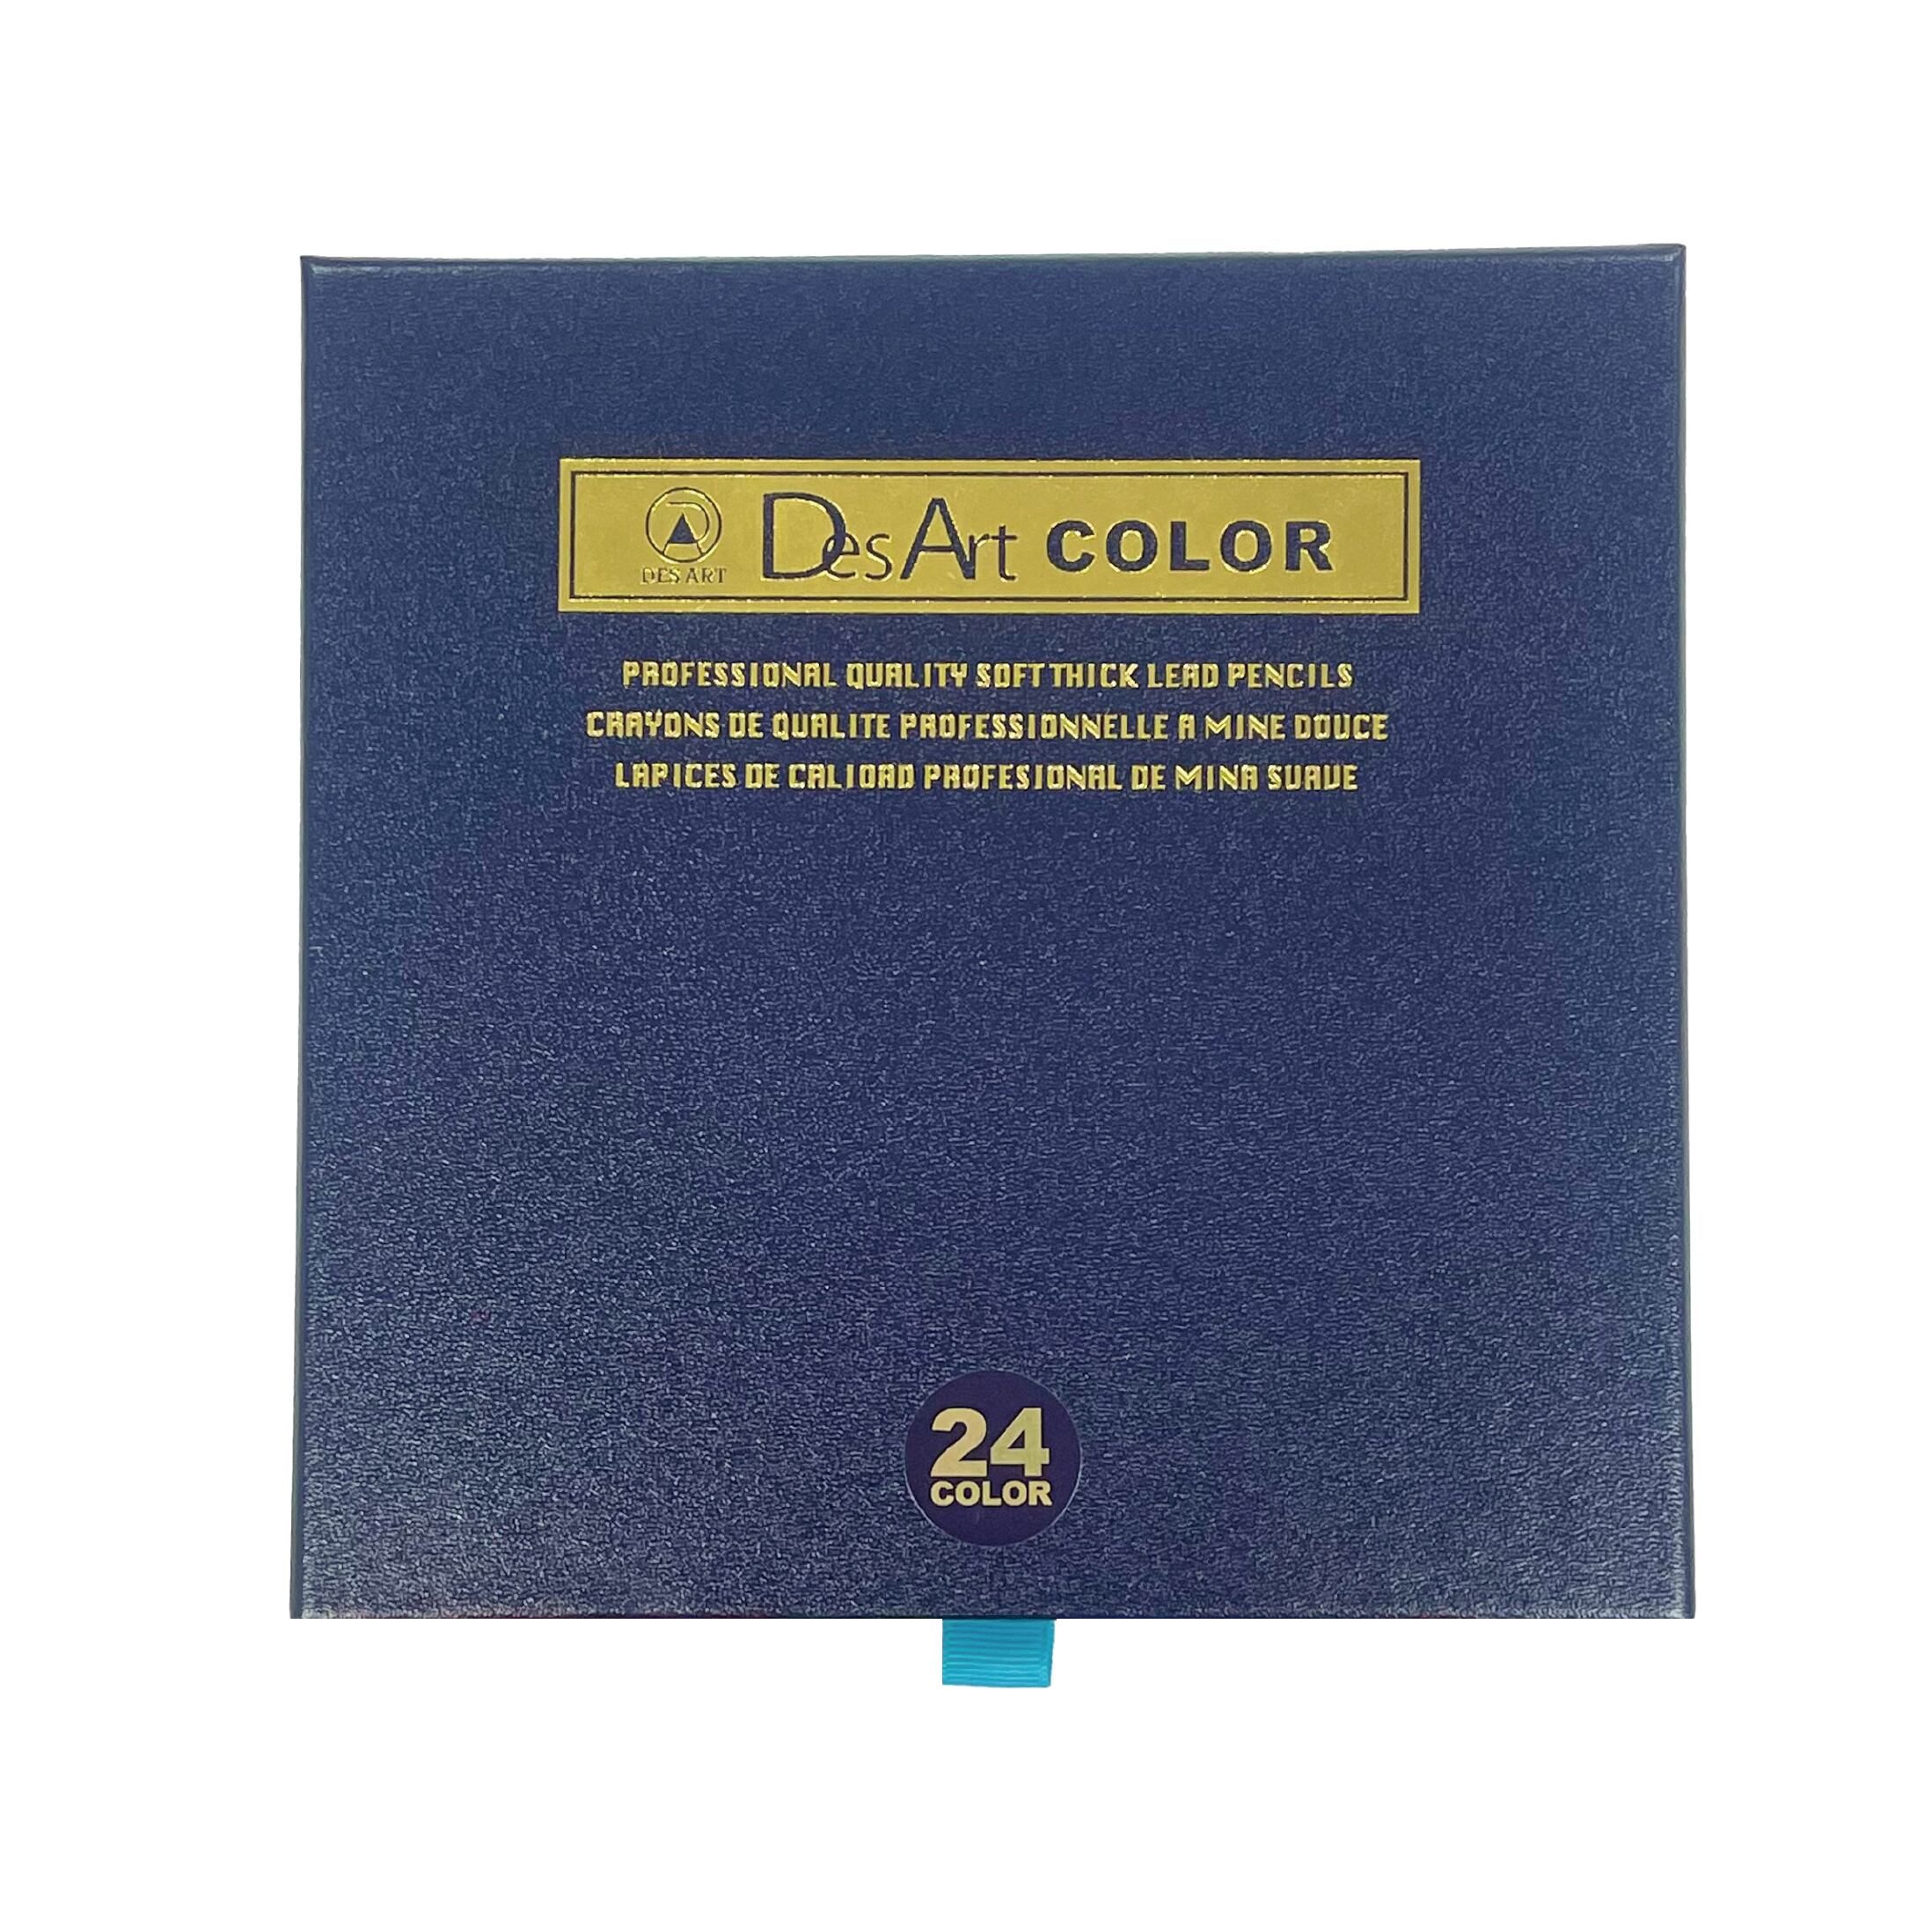 DES ART
DesArt COLOR
PROFESSIONAL QUALITY SOFT THICK LEAD PENCILS
CRAYONS DE QUALITE PROFESSIONNELLE A MINE DOUCE
LAPICES DE CALIDAD PROFESIONAL DE MINA SUAVE
24
COLOR